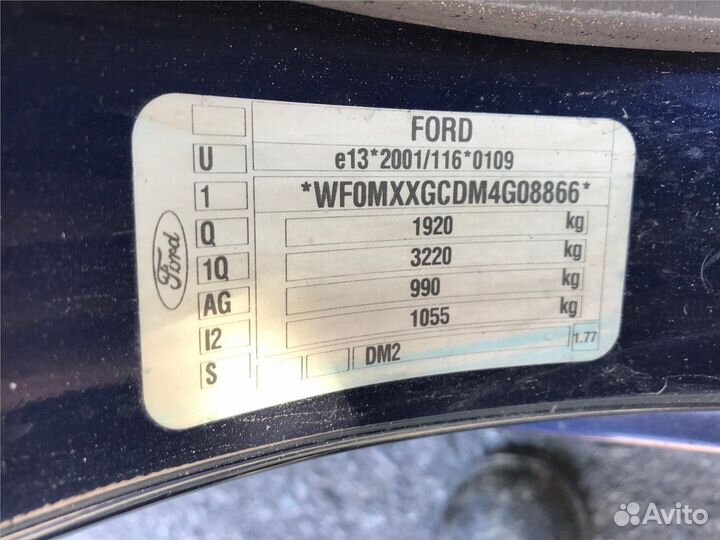 FORD
U e13*2001/116*0109
1 *WF0MXXGCDM4G08866*
Q 1920 kg
1Q 3220 kg
AG 990 kg
I2 1055 kg
S DM2 1.77
Ford
Avito